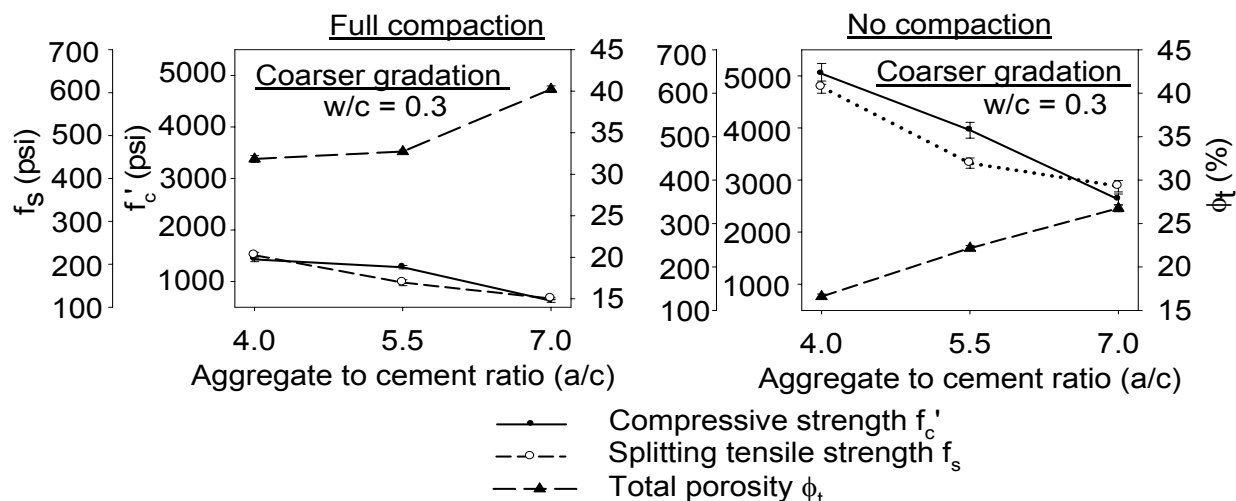 Full compaction
No compaction
700
600
500
400
300
200
100
f_s (psi)
5000
4000
3000
2000
1000
f_c' (psi)
Coarser gradation
w/c = 0.3
45
40
35
30
25
20
15
4.0 5.5 7.0
Aggregate to cement ratio (a/c)
700
600
500
400
300
200
100
5000
4000
3000
2000
1000
Coarser gradation
w/c = 0.3
45
40
35
30
25
20
15
ϕt (%)
4.0 5.5 7.0
Aggregate to cement ratio (a/c)
Compressive strength f_c'
Splitting tensile strength f_s
Total porosity ϕ_t